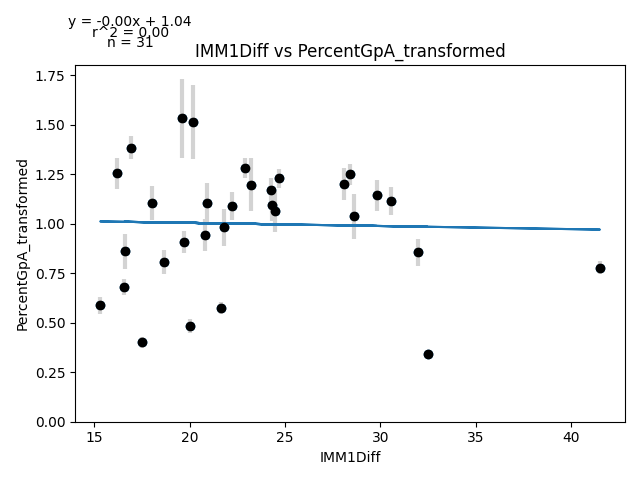 y = -0.00x + 1.04
r^2 = 0.00
n = 31
IMM1Diff vs PercentGpA_transformed
1.75
1.50
1.25
1.00
0.75
0.50
0.25
0.00
PercentGpA_transformed
15 20 25 30 35 40
IMM1Diff